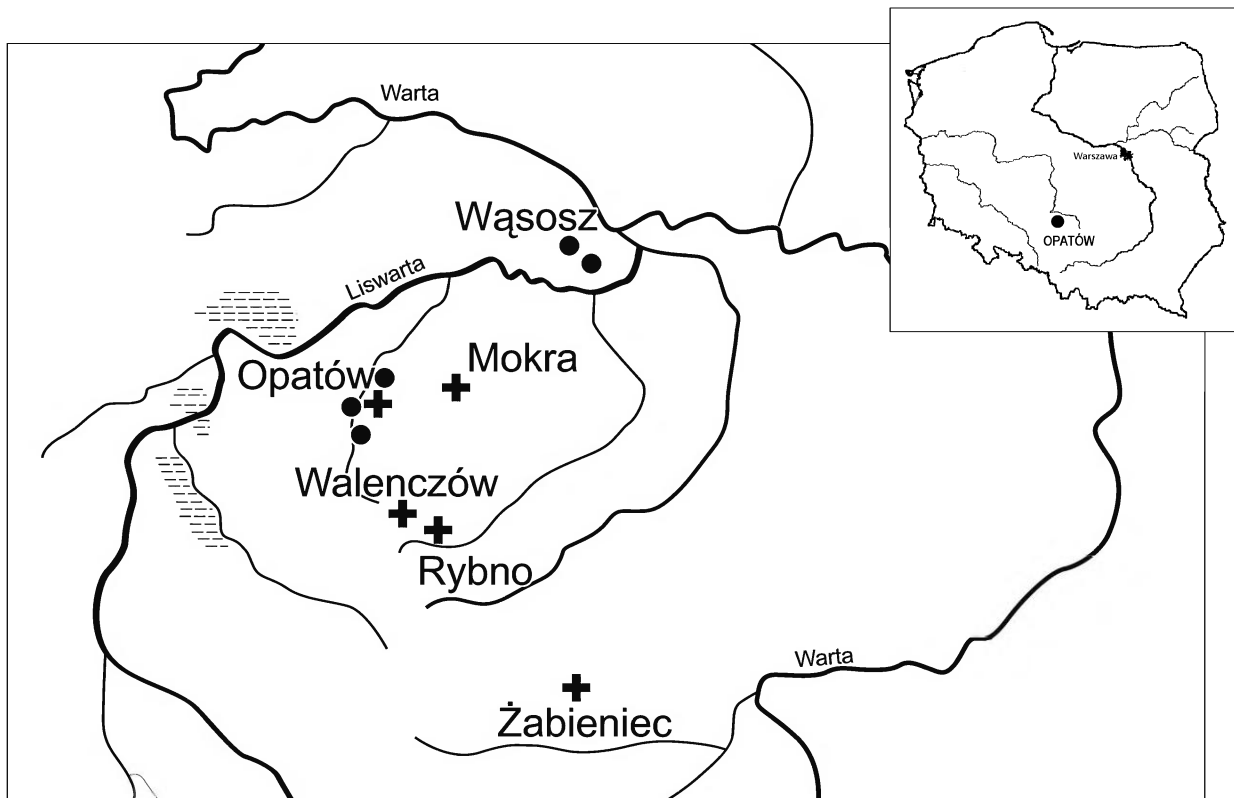 Warta
Warszawa
Wąsosz
OPATÓW
Liswarta
Mokra
Opatów
Walenczów
Rybno
Warta
Żabieniec